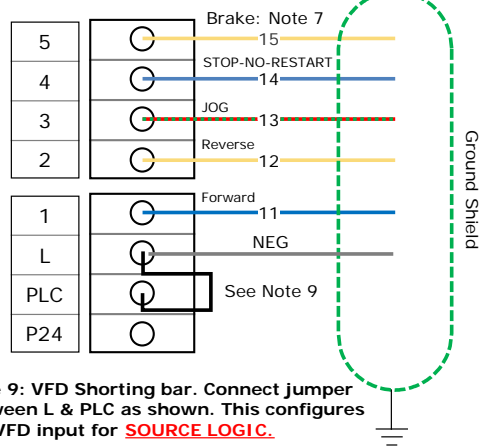 Brake: Note 7
5
15
STOP-NO-RESTART
4
14
JOG
3
13
Reverse
2
12
Forward
1
11
NEG
L
PLC
See Note 9
P24
Ground Shield
9: VFD Shorting bar. Connect jumper
L & PLC as shown. This configures
VFD input for SOURCE LOGIC.